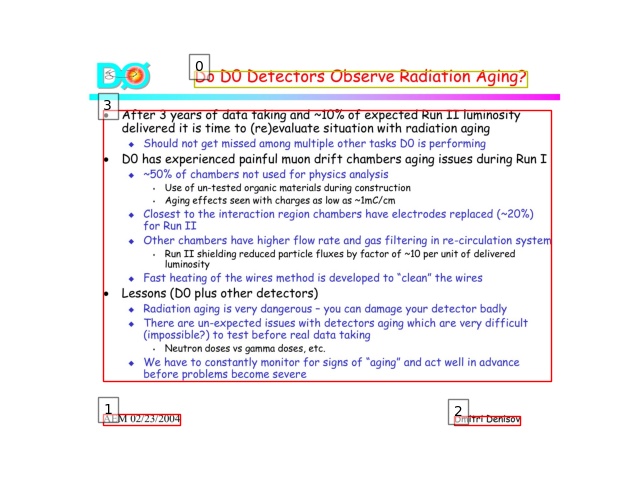 DØ
Do D0 Detectors Observe Radiation Aging?
• After 3 years of data taking and ~10% of expected Run II luminosity
delivered it is time to (re)evaluate situation with radiation aging
◆ Should not get missed among multiple other tasks D0 is performing
• D0 has experienced painful muon drift chambers aging issues during Run I
◆ ~50% of chambers not used for physics analysis
• Use of un-tested organic materials during construction
• Aging effects seen with charges as low as ~1mC/cm
◆ Closest to the interaction region chambers have electrodes replaced (~20%)
for Run II
◆ Other chambers have higher flow rate and gas filtering in re-circulation system
• Run II shielding reduced particle fluxes by factor of ~10 per unit of delivered
luminosity
◆ Fast heating of the wires method is developed to “clean” the wires
• Lessons (D0 plus other detectors)
◆ Radiation aging is very dangerous – you can damage your detector badly
◆ There are un-expected issues with detectors aging which are very difficult
(impossible?) to test before real data taking
• Neutron doses vs gamma doses, etc.
◆ We have to constantly monitor for signs of “aging” and act well in advance
before problems become severe
AEM 02/23/2004
Dmitri Denisov
0
3
1
2